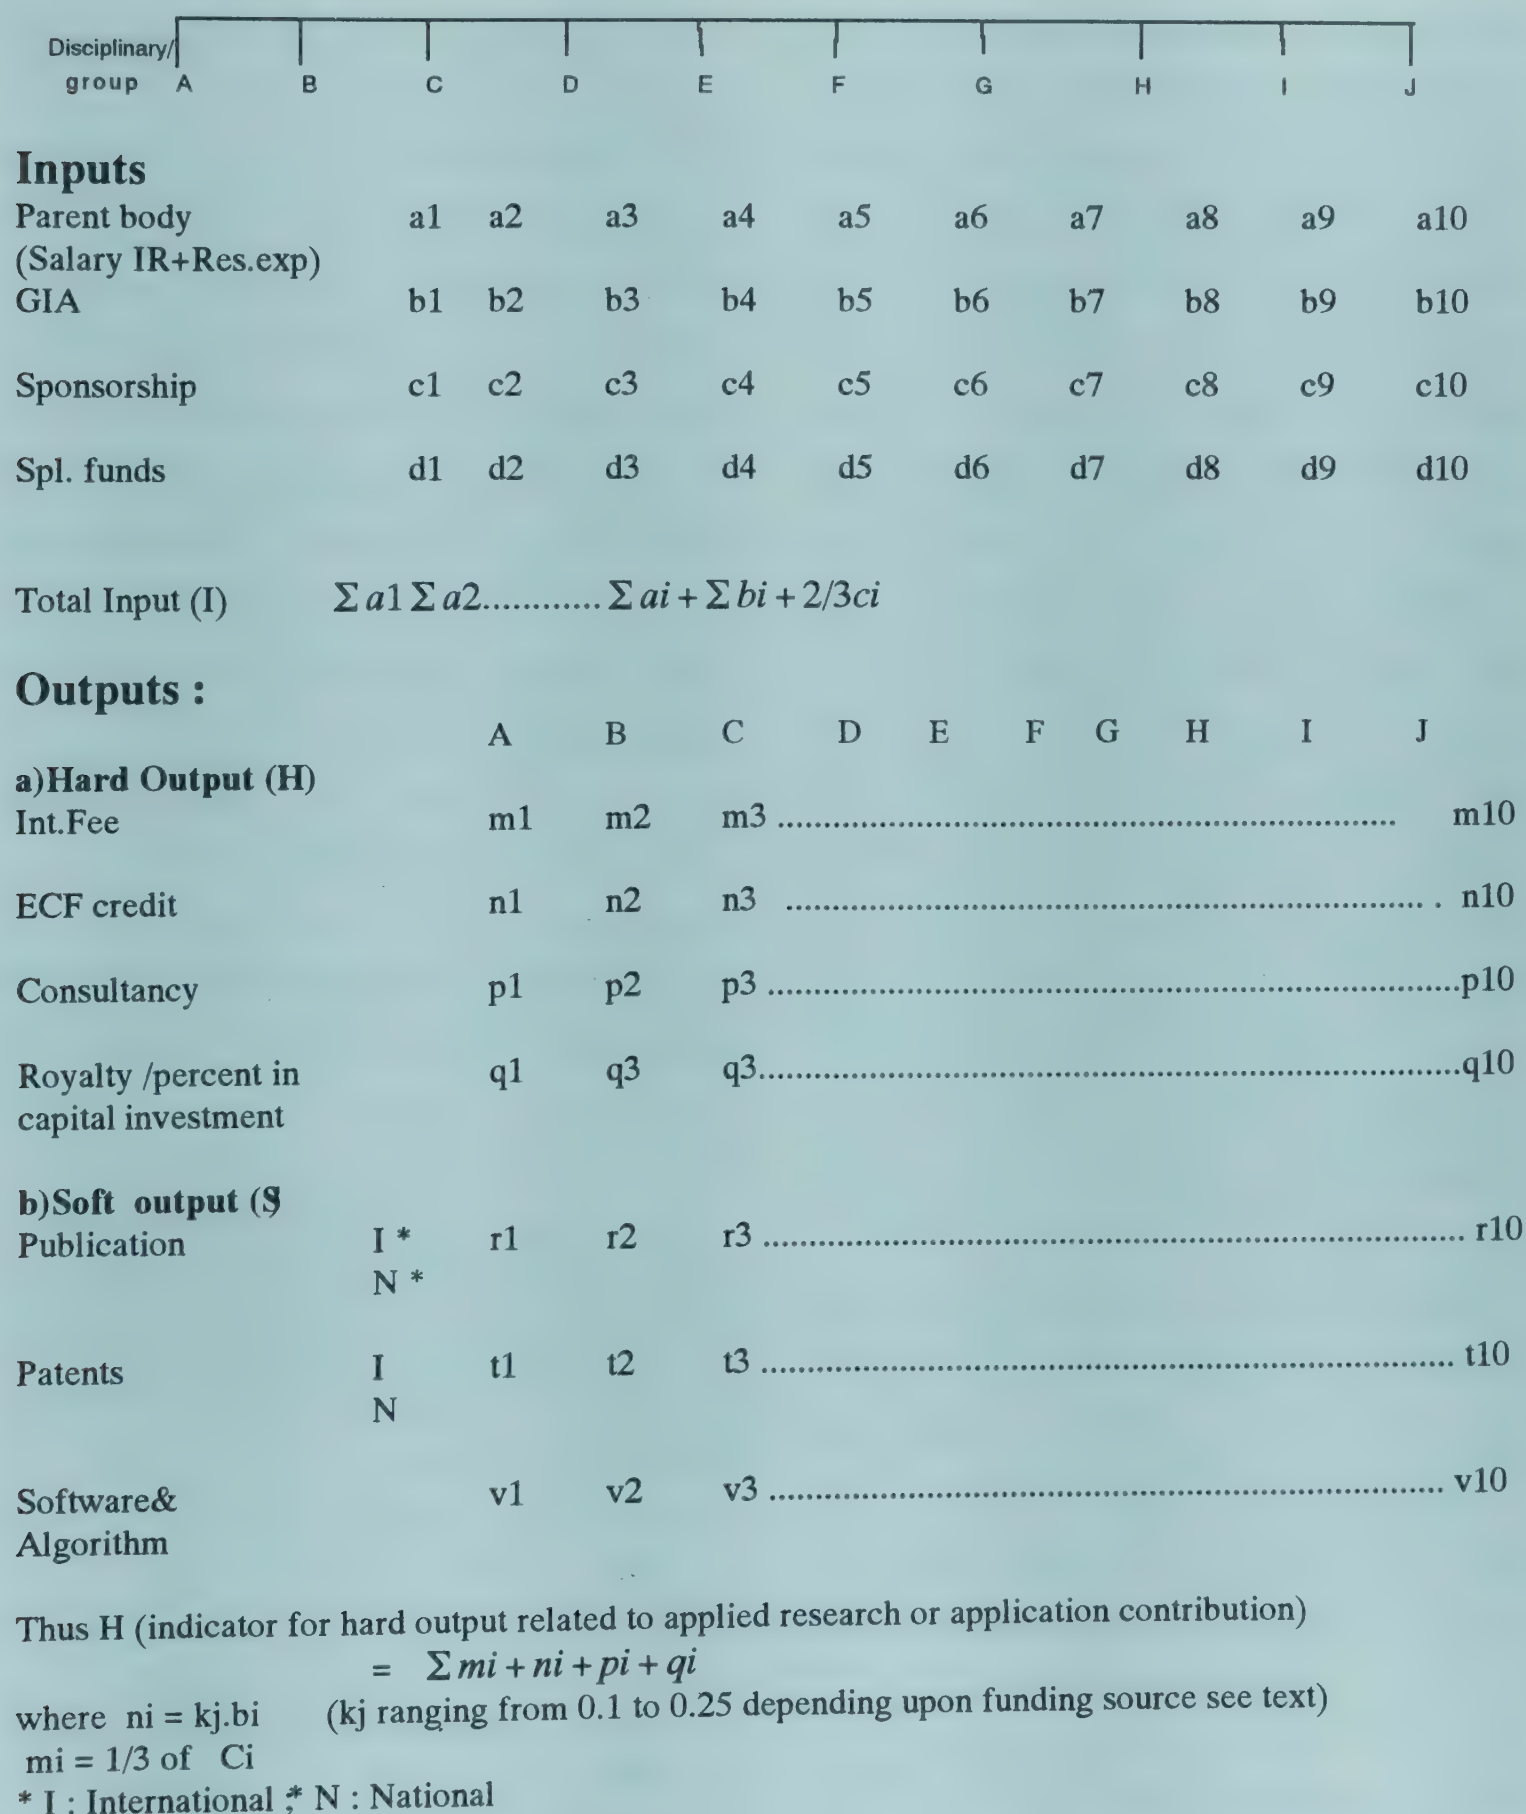 Disciplinary/
group A B C D E F G H I J
Inputs
Parent body a1 a2 a3 a4 a5 a6 a7 a8 a9 a10
(Salary IR+Res.exp)
GIA b1 b2 b3 b4 b5 b6 b7 b8 b9 b10
Sponsorship c1 c2 c3 c4 c5 c6 c7 c8 c9 c10
Spl. funds d1 d2 d3 d4 d5 d6 d7 d8 d9 d10
Total Input (I) Σ a1 Σ a2............ Σ ai + Σ bi + 2/3ci
Outputs :
A B C D E F G H I J
a)Hard Output (H)
Int.Fee m1 m2 m3 .................................................................. m10
ECF credit n1 n2 n3 .................................................................... . n10
Consultancy p1 p2 p3 ..........................................................................p10
Royalty /percent in q1 q3 q3...........................................................................q10
capital investment
b)Soft output (S
Publication I * r1 r2 r3 ........................................................................... r10
N *
Patents I t1 t2 t3 .......................................................................... t10
N
Software& v1 v2 v3 ........................................................................ v10
Algorithm
Thus H (indicator for hard output related to applied research or application contribution)
= Σ mi + ni + pi + qi
where ni = kj.bi (kj ranging from 0.1 to 0.25 depending upon funding source see text)
mi = 1/3 of Ci
* I : International ;* N : National